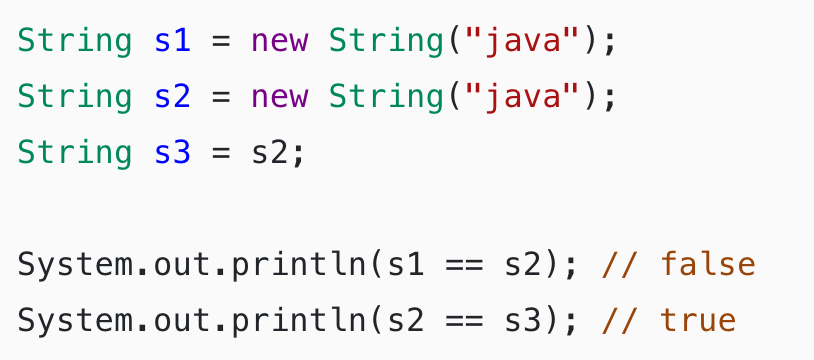 String s1 = new String("java");
String s2 = new String("java");
String s3 = s2;
System.out.println(s1 == s2); // false
System.out.println(s2 == s3); // true